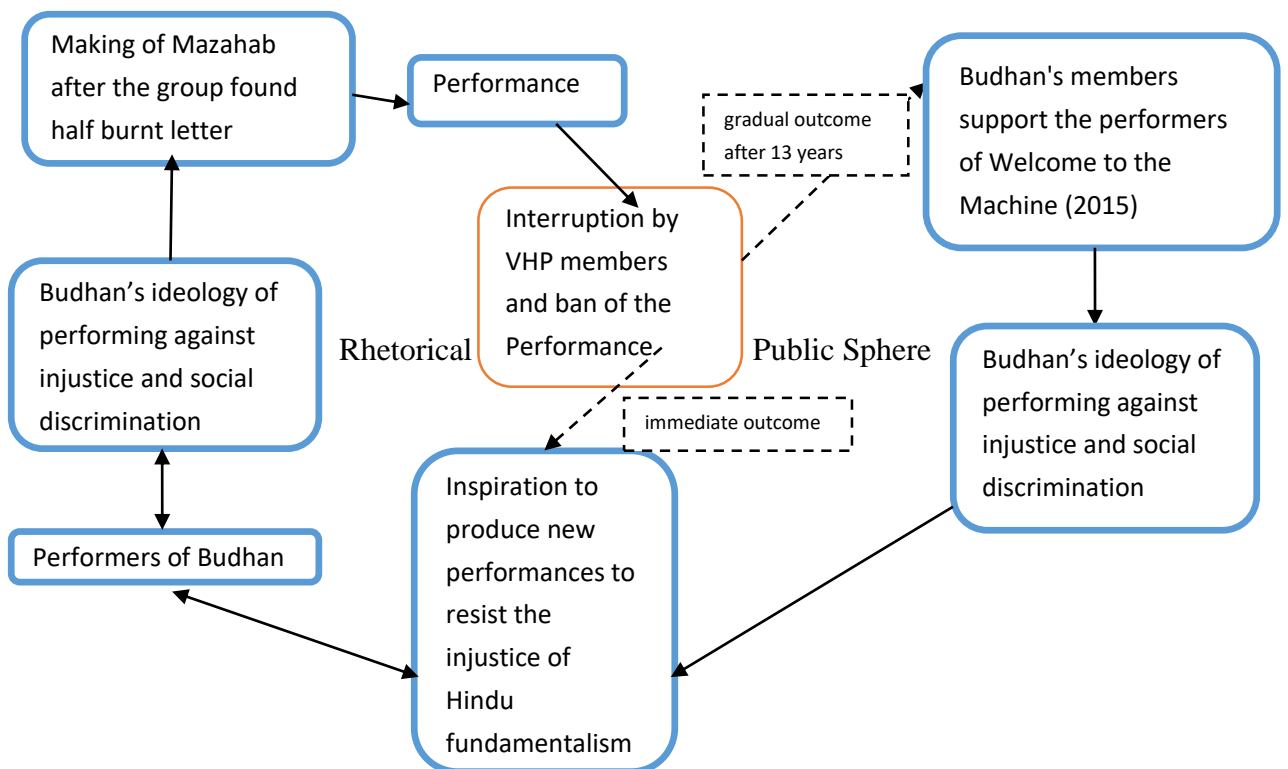 Making of Mazahab
after the group found
half burnt letter
Performance
gradual outcome
after 13 years
Budhan's members
support the performers
of Welcome to the
Machine (2015)
Interruption by
VHP members
and ban of the
Performance
Budhan’s ideology of
performing against
injustice and social
discrimination
Rhetorical
Public Sphere
Budhan’s ideology of
performing against
injustice and social
discrimination
immediate outcome
Inspiration to
produce new
performances to
resist the
injustice of
Hindu
fundamentalism
Performers of Budhan